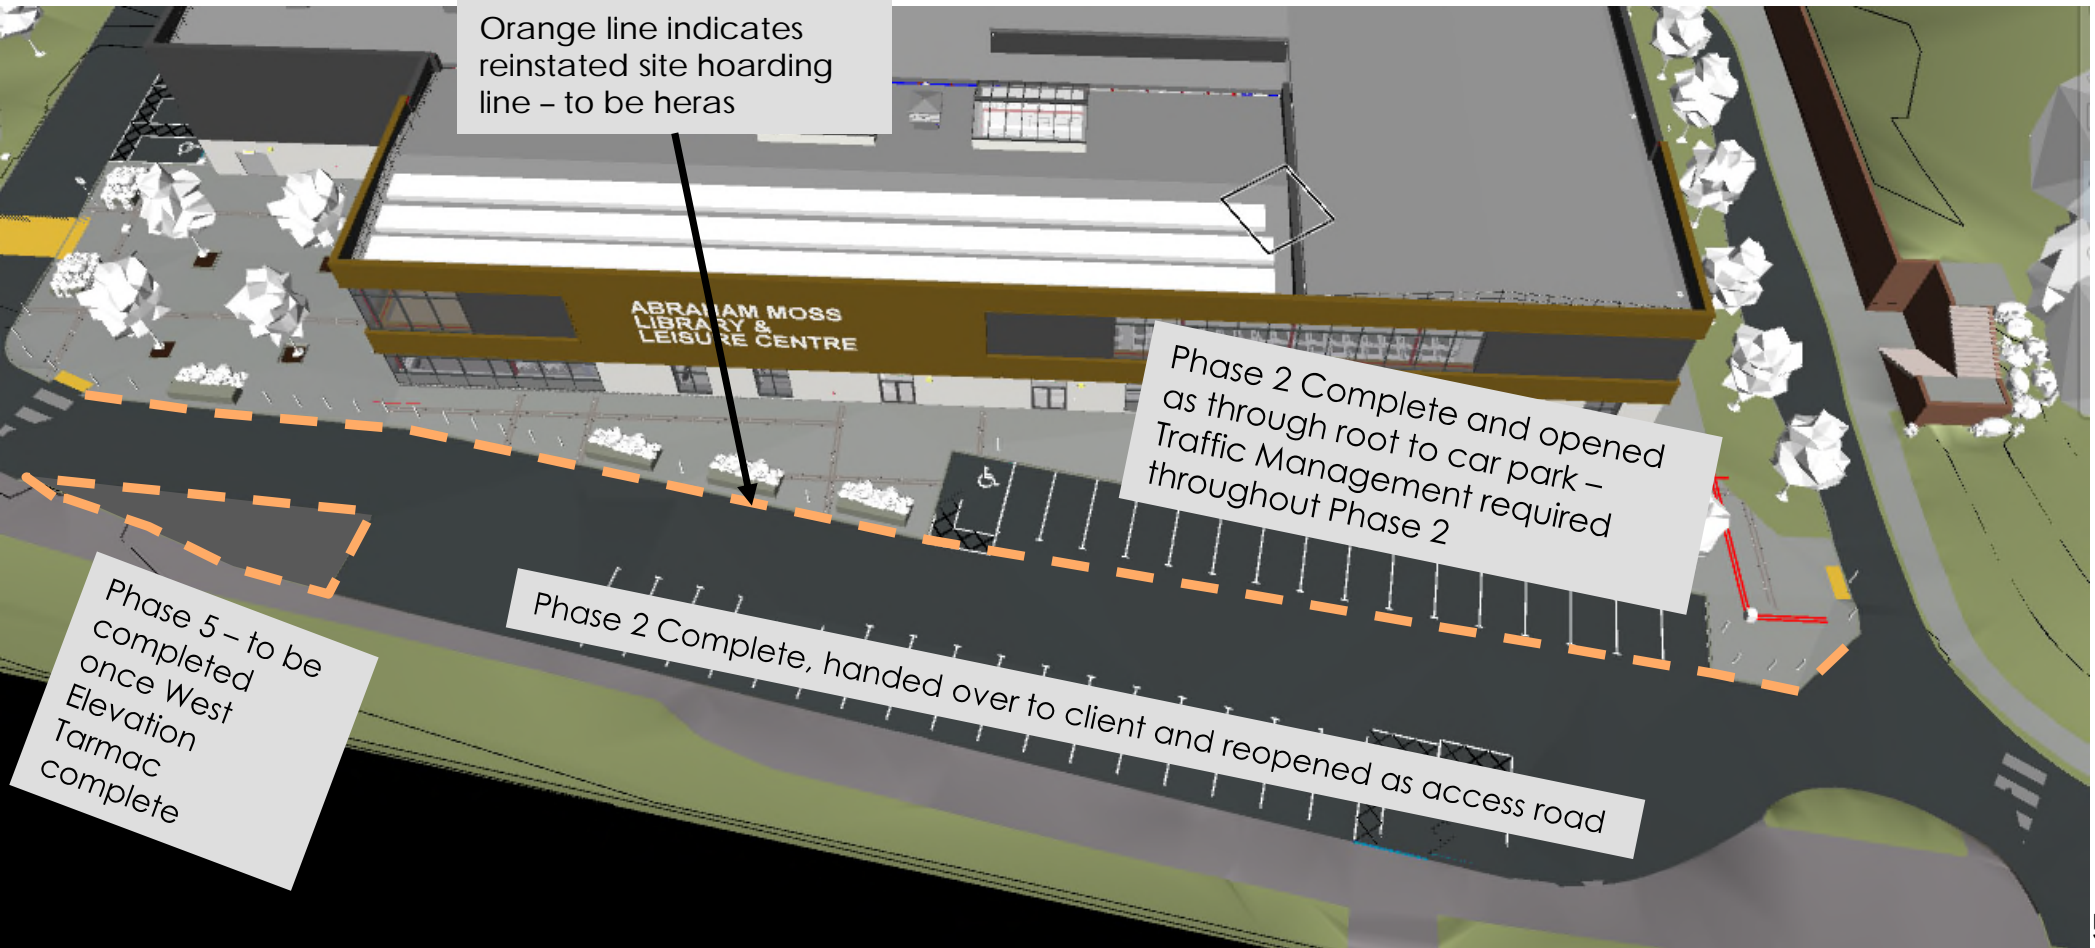 Orange line indicates
reinstated site hoarding
line – to be heras
ABRAHAM MOSS
LIBRARY &
LEISURE CENTRE
Phase 2 Complete and opened
as through root to car park –
Traffic Management required
throughout Phase 2
Phase 2 Complete, handed over to client and reopened as access road
Phase 5 – to be
completed
once West
Elevation
Tarmac
complete